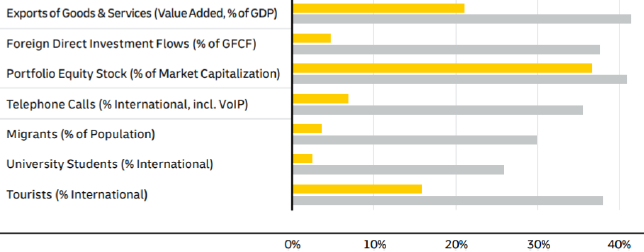 Exports of Goods & Services (Value Added, % of GDP)
Foreign Direct Investment Flows (% of GFCF)
Portfolio Equity Stock (% of Market Capitalization)
Telephone Calls (% International, incl. VoIP)
Migrants (% of Population)
University Students (% International)
Tourists (% International)
0% 10% 20% 30% 40%